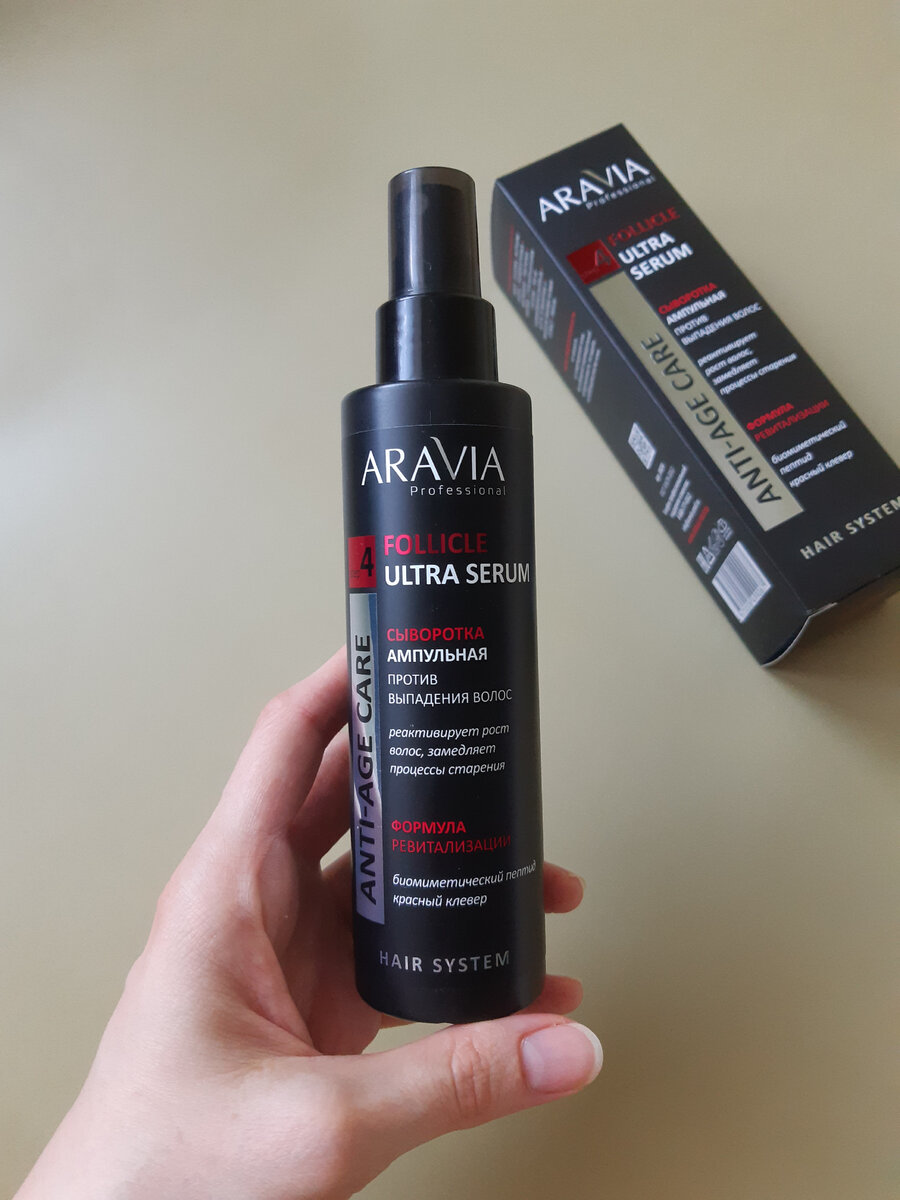 ARAVIA
Professional
4
FOLLICLE
ULTRA SERUM
ANTI-AGE CARE
СЫВОРОТКА
АМПУЛЬНАЯ
ПРОТИВ
ВЫПАДЕНИЯ ВОЛОС
реактивирует рост
волос, замедляет
процессы старения
ФОРМУЛА
РЕВИТАЛИЗАЦИИ
биомиметический пептид
красный клевер
HAIR SYSTEM
ARAVIA
Professional
4
FOLLICLE
ULTRA
SERUM
ANTI-AGE CARE
СЫВОРОТКА
АМПУЛЬНАЯ
ПРОТИВ
ВЫПАДЕНИЯ ВОЛОС
реактивирует
рост волос,
замедляет
процессы старения
ФОРМУЛА
РЕВИТАЛИЗАЦИИ
биомиметический
пептид
красный клевер
HAIR SYSTEM